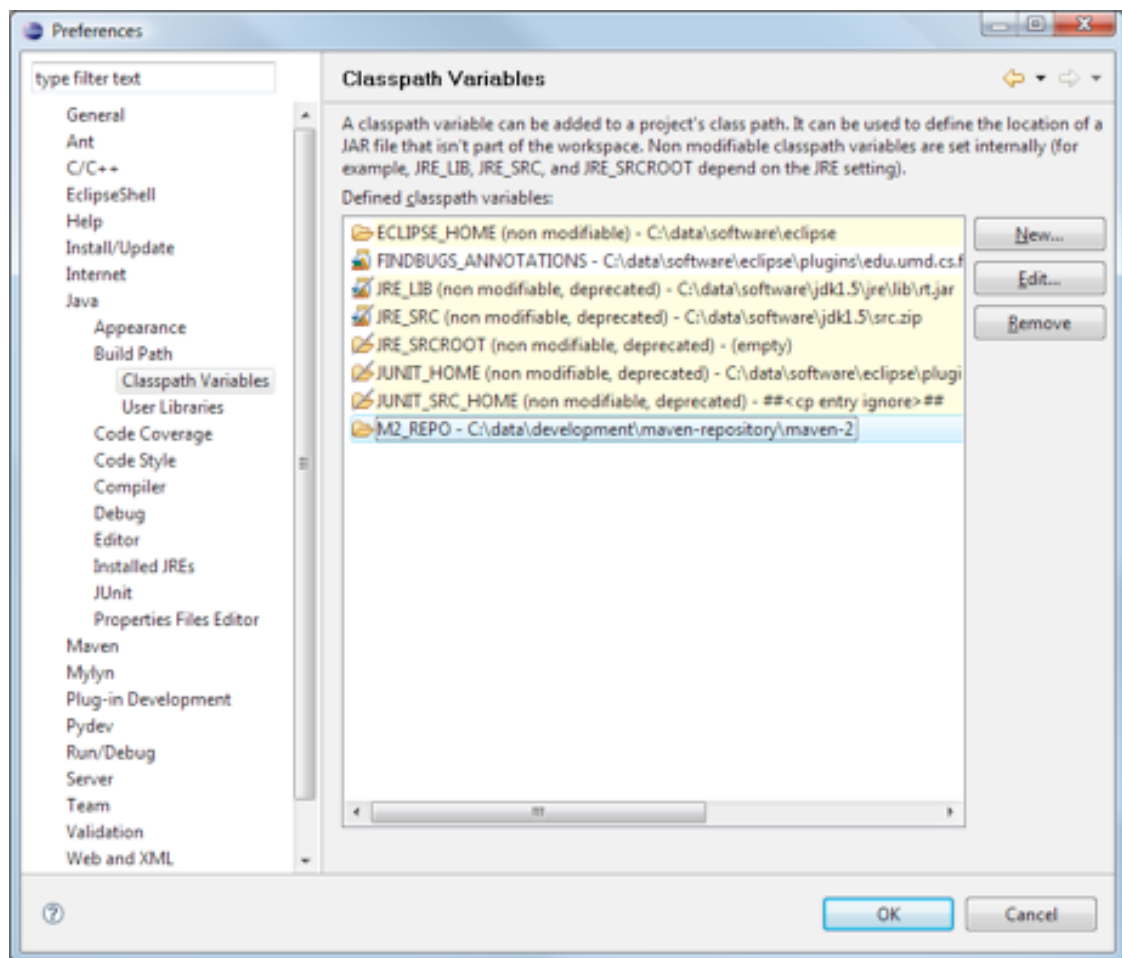 Preferences
type filter text
General
Ant
C/C++
EclipseShell
Help
Install/Update
Internet
Java
Appearance
Build Path
Classpath Variables
User Libraries
Code Coverage
Code Style
Compiler
Debug
Editor
Installed JREs
JUnit
Properties Files Editor
Maven
Mylyn
Plug-in Development
Pydev
Run/Debug
Server
Team
Validation
Web and XML
Classpath Variables
A classpath variable can be added to a project's class path. It can be used to define the location of a
JAR file that isn't part of the workspace. Non modifiable classpath variables are set internally (for
example, JRE_LIB, JRE_SRC, and JRE_SRCROOT depend on the JRE setting).
Defined classpath variables:
ECLIPSE_HOME (non modifiable) - C:\data\software\eclipse
FINDBUGS_ANNOTATIONS - C:\data\software\eclipse\plugins\edu.umd.cs.f
JRE_LIB (non modifiable, deprecated) - C:\data\software\jdk1.5\jre\lib\rt.jar
JRE_SRC (non modifiable, deprecated) - C:\data\software\jdk1.5\src.zip
JRE_SRCROOT (non modifiable, deprecated) - (empty)
JUNIT_HOME (non modifiable, deprecated) - C:\data\software\eclipse\plugi
JUNIT_SRC_HOME (non modifiable, deprecated) - ##<cp entry ignore>##
M2_REPO - C:\data\development\maven-repository\maven-2
New...
Edit...
Remove
OK
Cancel